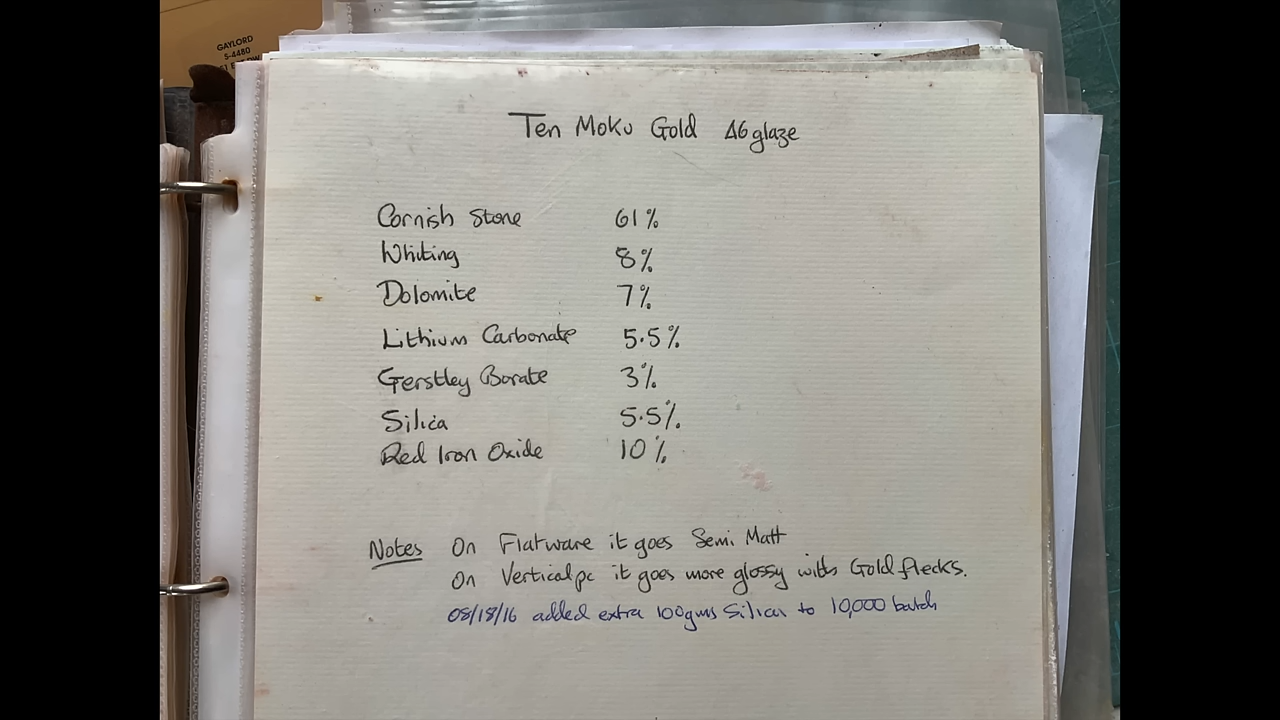 GAYLORD
S-4480
Ten Moku Gold Δ6 glaze
Cornish Stone 61%
Whiting 8%
Dolomite 7%
Lithium Carbonate 5.5%
Gerstley Borate 3%
Silica 5.5%
Red Iron Oxide 10%
Notes On Flatware it goes Semi Matt
On Vertical pc it goes more glossy with Gold flecks.
08/18/16 added extra 100gms Silica to 10,000 batch